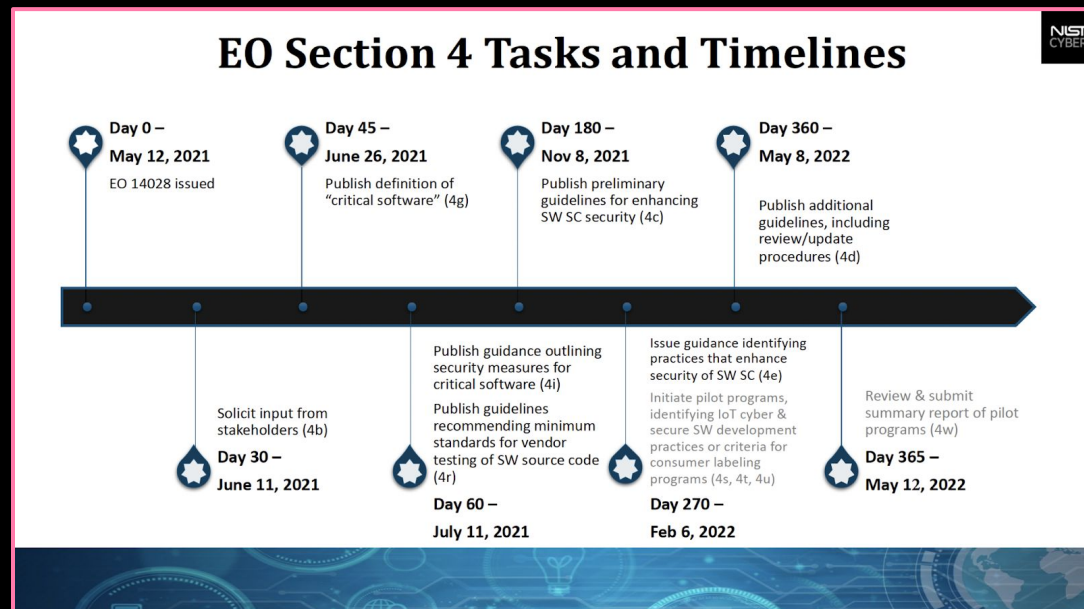 EO Section 4 Tasks and Timelines
NIST
CYBER
Day 0 –
May 12, 2021
EO 14028 issued
Day 45 –
June 26, 2021
Publish definition of
“critical software” (4g)
Day 180 –
Nov 8, 2021
Publish preliminary
guidelines for enhancing
SW SC security (4c)
Day 360 –
May 8, 2022
Publish additional
guidelines, including
review/update
procedures (4d)
Solicit input from
stakeholders (4b)
Day 30 –
June 11, 2021
Publish guidance outlining
security measures for
critical software (4i)
Publish guidelines
recommending minimum
standards for vendor
testing of SW source code
(4r)
Day 60 –
July 11, 2021
Issue guidance identifying
practices that enhance
security of SW SC (4e)
Initiate pilot programs,
identifying IoT cyber &
secure SW development
practices or criteria for
consumer labeling
programs (4s, 4t, 4u)
Day 270 –
Feb 6, 2022
Review & submit
summary report of pilot
programs (4w)
Day 365 –
May 12, 2022